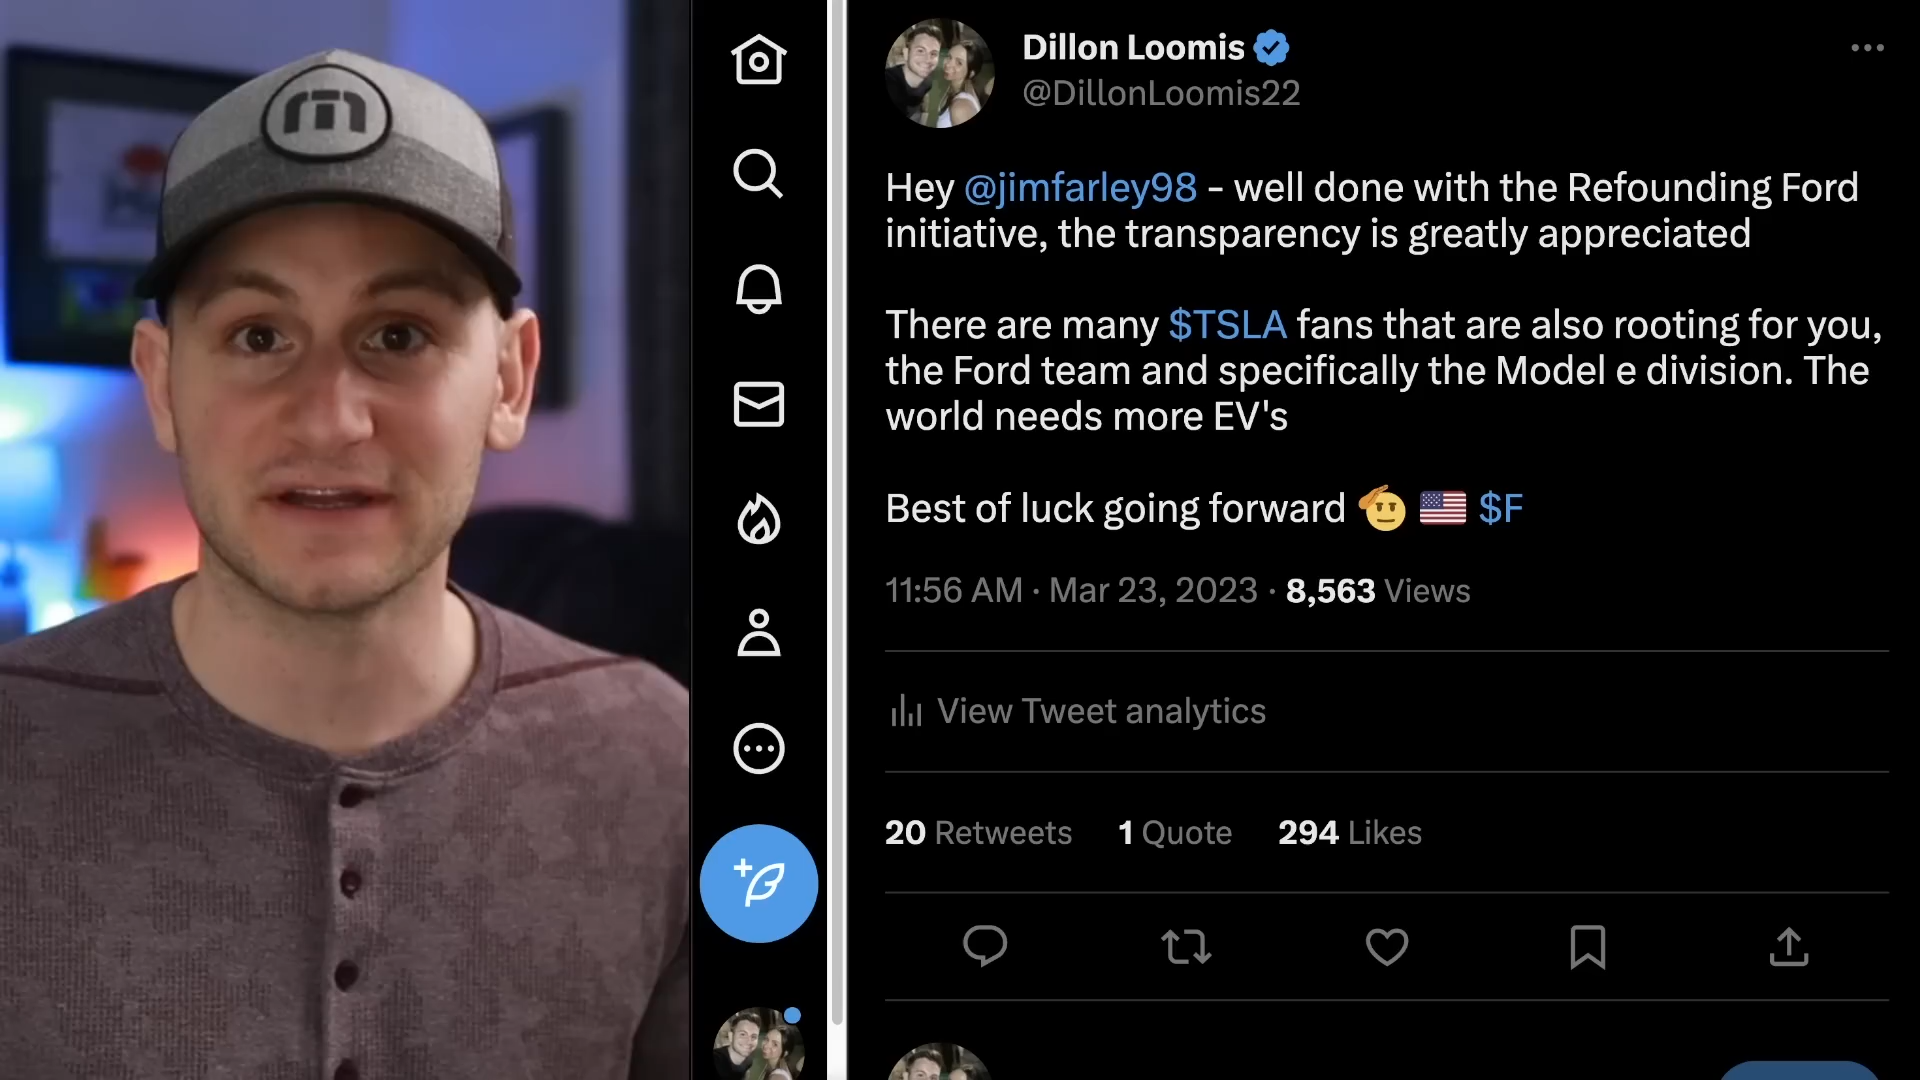 Dillon Loomis
@DillonLoomis22
Hey @jimfarley98 - well done with the Refounding Ford
initiative, the transparency is greatly appreciated
There are many $TSLA fans that are also rooting for you,
the Ford team and specifically the Model e division. The
world needs more EV's
Best of luck going forward 🫡 🇺🇸 $F
11:56 AM · Mar 23, 2023 · 8,563 Views
View Tweet analytics
20 Retweets 1 Quote 294 Likes